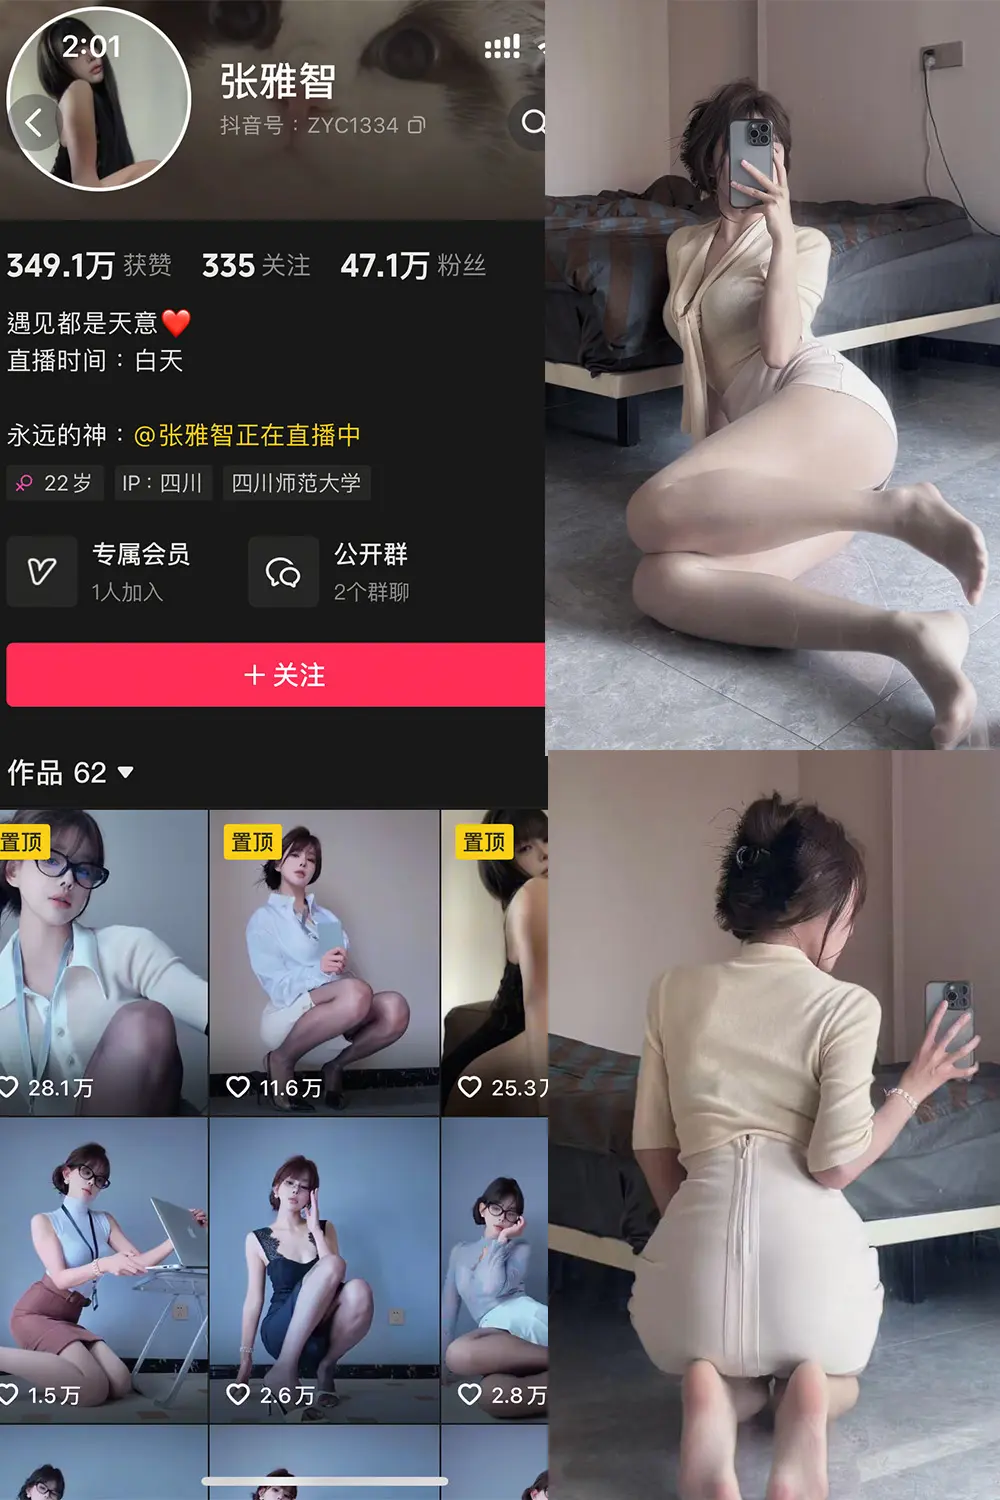 2:01
张雅智
抖音号：ZYC1334
349.1万 获赞 335 关注 47.1万 粉丝
遇见都是天意❤️
直播时间：白天
永远的神：@张雅智正在直播中
22岁 IP：四川 四川师范大学
专属会员 公开群
1人加入 2个群聊
+ 关注
作品 62
置顶 置顶 置顶
28.1万 11.6万 25.3万
1.5万 2.6万 2.8万